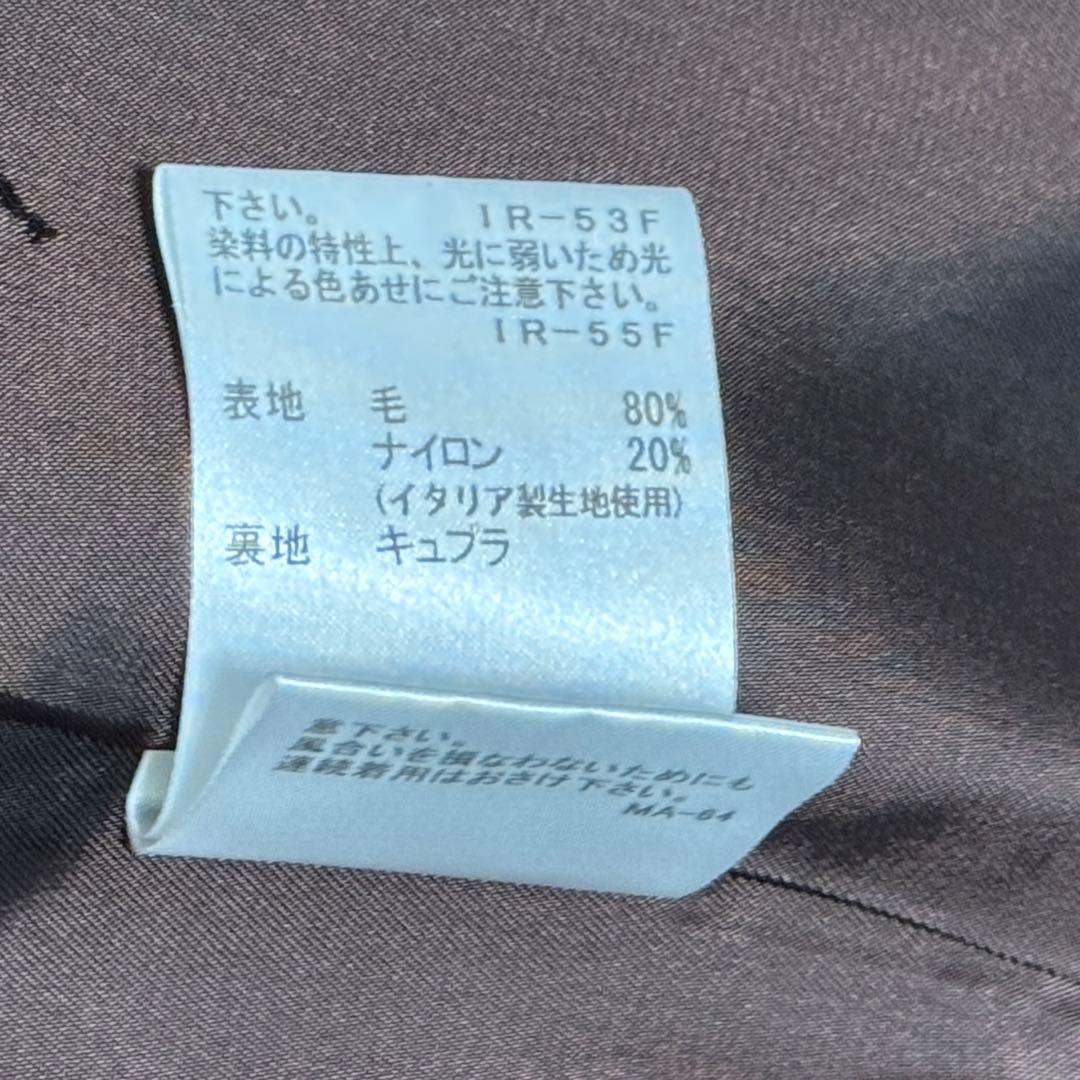 下さい。 IR-53F
染料の特性上、光に弱いため光
による色あせにご注意下さい。
IR-55F
表地 毛 80%
ナイロン 20%
(イタリア製生地使用)
裏地 キュプラ
意下さい。
風合いを損なわないためにも
連続着用はおさけ下さい。
MA-64